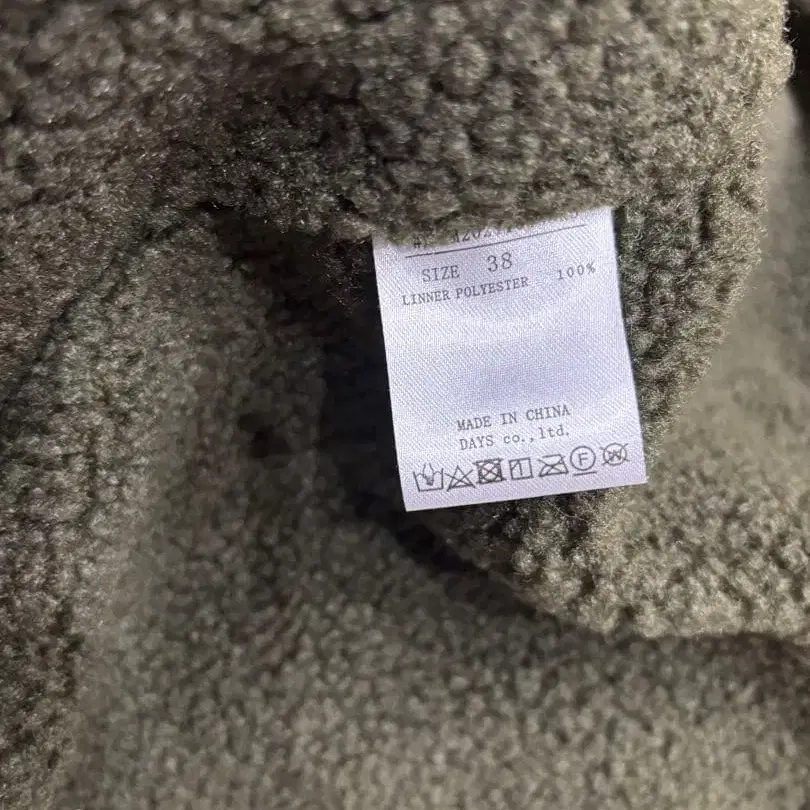 SIZE 38
LINNER POLYESTER 100%
MADE IN CHINA
DAYS co.,ltd.